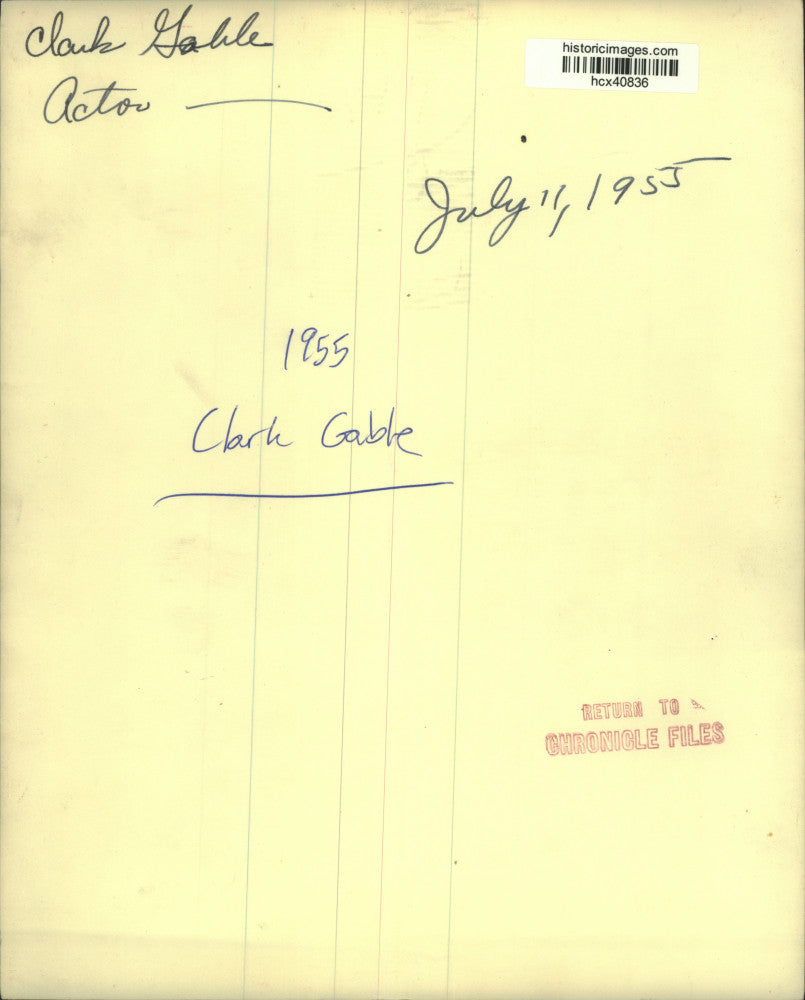 Clark Gable
Actor
historicimages.com
hcx40836
July 11, 1955
1955
Clark Gable
RETURN TO
CHRONICLE FILES